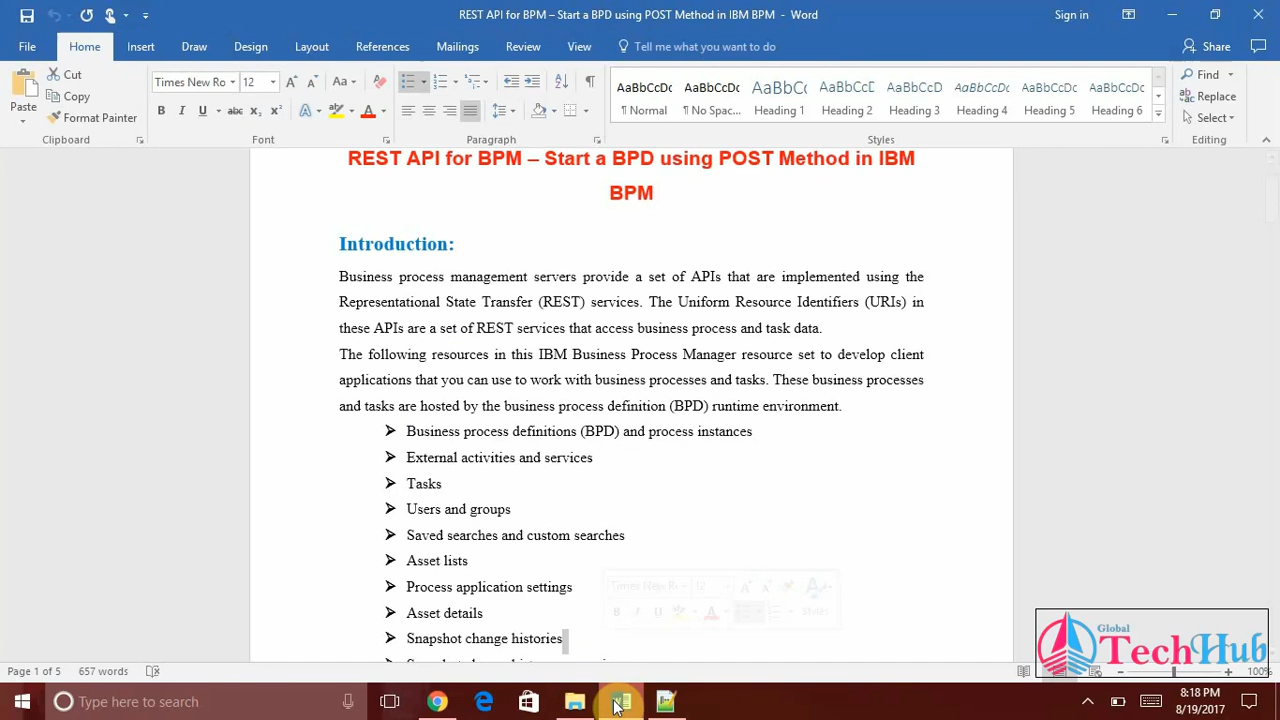 REST API for BPM – Start a BPD using POST Method in IBM BPM - Word
Sign in
File Home Insert Draw Design Layout References Mailings Review View Tell me what you want to do Share
Cut
Copy
Format Painter
Paste
Times New Ro 12 Aa
B I U abc x₂ x² A A
AaBbCcDc AaBbCcDc AaBbC AaBbCcE AaBbCcD AaBbCcD AaBbCcDc AaBbCcDc
¶ Normal ¶ No Spac... Heading 1 Heading 2 Heading 3 Heading 4 Heading 5 Heading 6
Find
Replace
Select
Clipboard Font Paragraph Styles Editing
REST API for BPM – Start a BPD using POST Method in IBM
BPM
Introduction:
Business process management servers provide a set of APIs that are implemented using the
Representational State Transfer (REST) services. The Uniform Resource Identifiers (URIs) in
these APIs are a set of REST services that access business process and task data.
The following resources in this IBM Business Process Manager resource set to develop client
applications that you can use to work with business processes and tasks. These business processes
and tasks are hosted by the business process definition (BPD) runtime environment.
➤ Business process definitions (BPD) and process instances
➤ External activities and services
➤ Tasks
➤ Users and groups
➤ Saved searches and custom searches
➤ Asset lists
➤ Process application settings
➤ Asset details
➤ Snapshot change histories
Global
TechHub
Page 1 of 5 657 words
100%
Type here to search
8:18 PM
8/19/2017